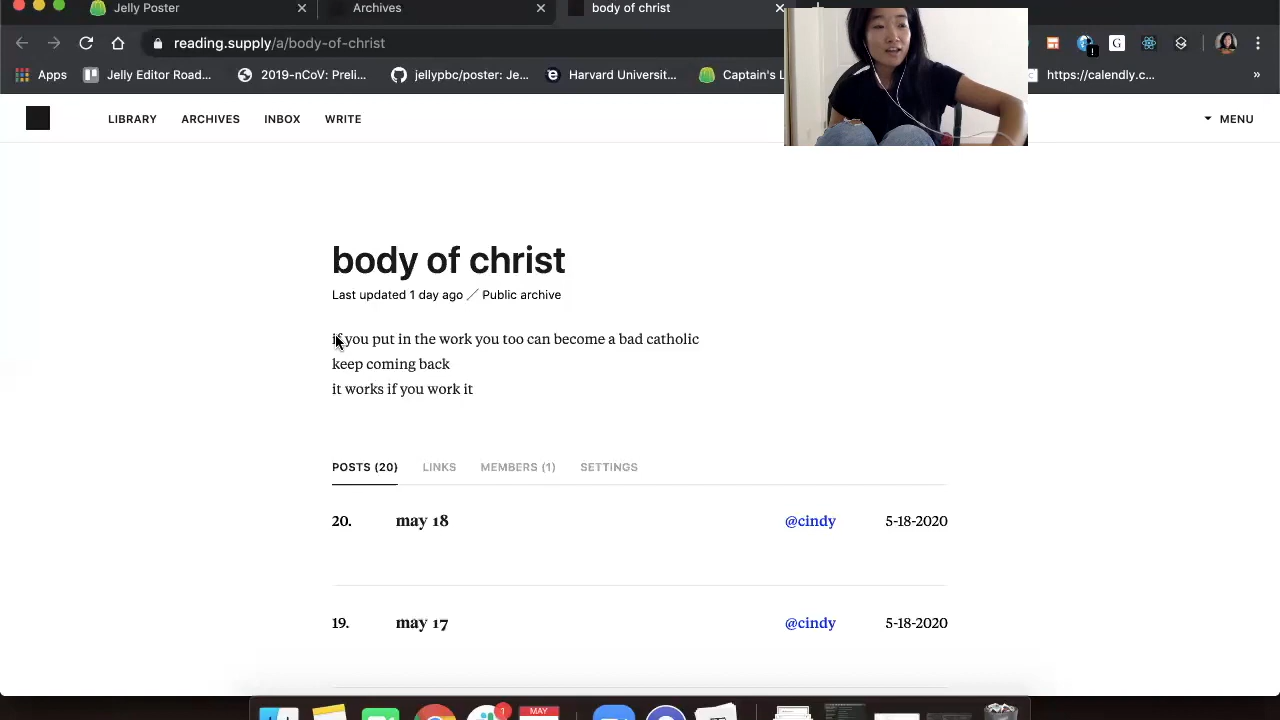 Jelly Poster
Archives
body of christ
reading.supply/a/body-of-christ
G
!
Apps
Jelly Editor Road...
2019-nCoV: Preli...
jellypbc/poster: Je...
Harvard Universit...
Captain's L
https://calendly.c...
»
LIBRARY
ARCHIVES
INBOX
WRITE
MENU
body of christ
Last updated 1 day ago ／ Public archive
if you put in the work you too can become a bad catholic
keep coming back
it works if you work it
POSTS (20)
LINKS
MEMBERS (1)
SETTINGS
20. may 18 @cindy 5-18-2020
19. may 17 @cindy 5-18-2020
1
MAY